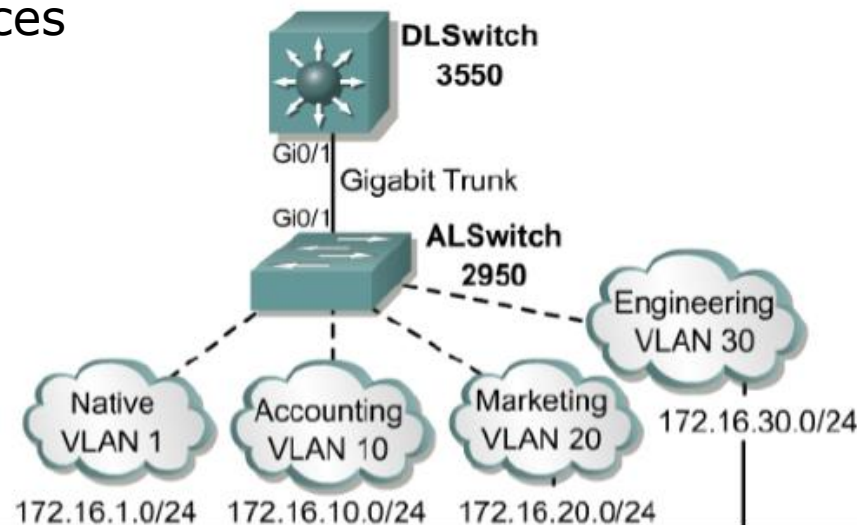 ces
DLSwitch
3550
Gi0/1
Gigabit Trunk
Gi0/1
ALSwitch
2950
Engineering
VLAN 30
Native
VLAN 1
Accounting
VLAN 10
Marketing
VLAN 20
172.16.30.0/24
172.16.1.0/24
172.16.10.0/24
172.16.20.0/24